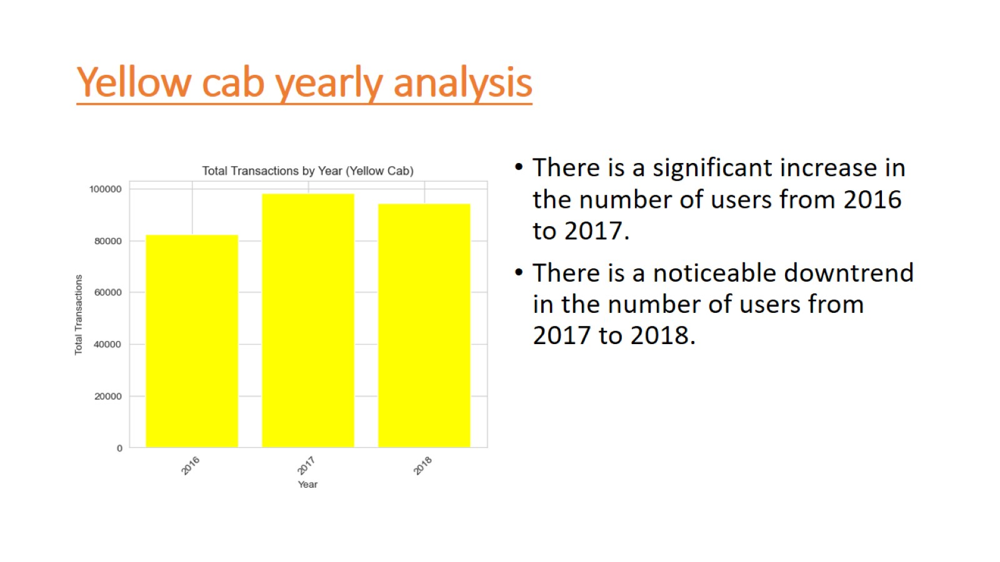 Yellow cab yearly analysis
Total Transactions by Year (Yellow Cab)
100000
80000
60000
40000
20000
0
Total Transactions
2016
2017
2018
Year
• There is a significant increase in
the number of users from 2016
to 2017.
• There is a noticeable downtrend
in the number of users from
2017 to 2018.